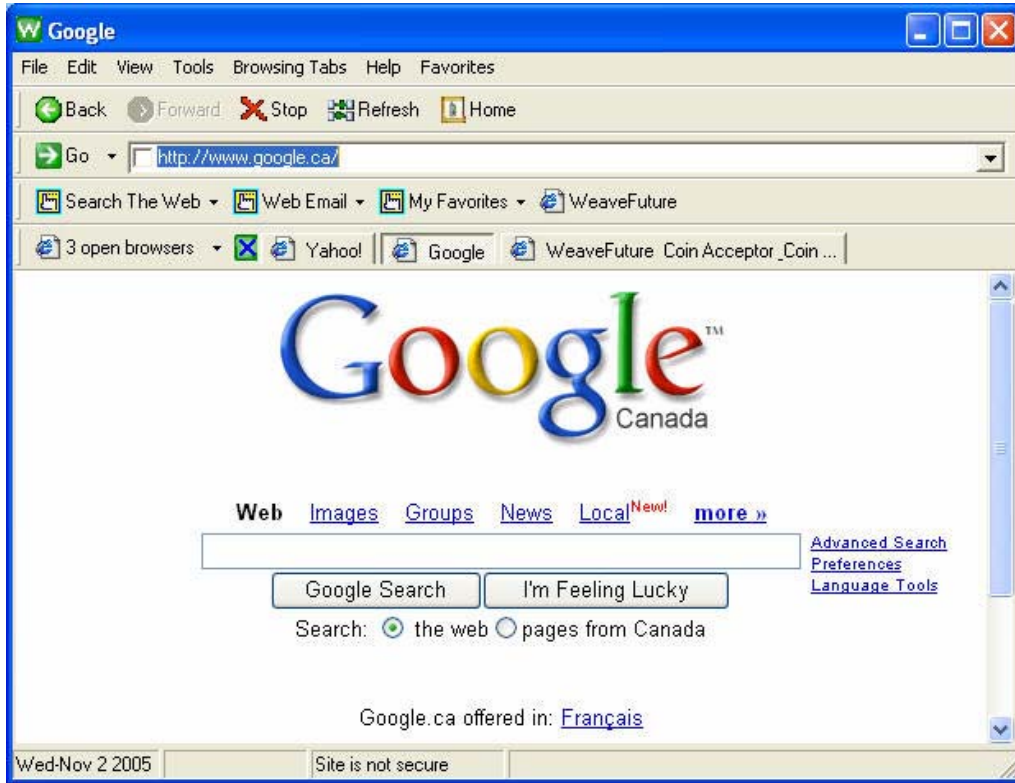 W Google
File Edit View Tools Browsing Tabs Help Favorites
Back Forward Stop Refresh Home
Go http://www.google.ca/
Search The Web Web Email My Favorites WeaveFuture
3 open browsers Yahoo! Google WeaveFuture Coin Acceptor_Coin ...
Google™
Canada
Web Images Groups News Local New! more »
Advanced Search
Preferences
Language Tools
Google Search I'm Feeling Lucky
Search: the web pages from Canada
Google.ca offered in: Français
Wed-Nov 2 2005 Site is not secure